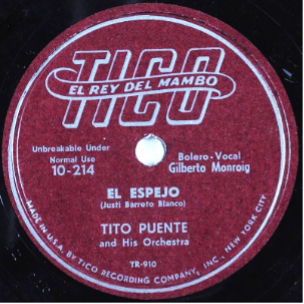 TICO
EL REY DEL MAMBO
Unbreakable Under
Normal Use
10-214
Bolero-Vocal
Gilberto Monroig
EL ESPEJO
(Justi Barreto Blanco)
TITO PUENTE
and His Orchestra
TR-910
MADE IN U.S.A. BY TICO RECORDING COMPANY, INC., NEW YORK CITY